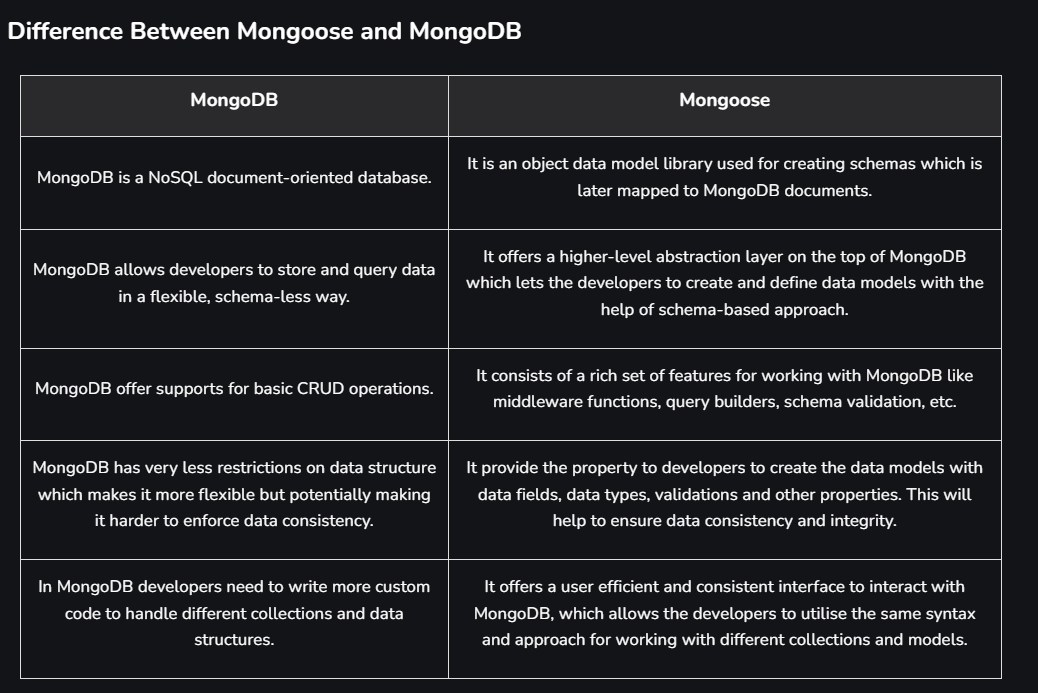 Difference Between Mongoose and MongoDB
MongoDB
Mongoose
MongoDB is a NoSQL document-oriented database.
It is an object data model library used for creating schemas which is
later mapped to MongoDB documents.
MongoDB allows developers to store and query data
in a flexible, schema-less way.
It offers a higher-level abstraction layer on the top of MongoDB
which lets the developers to create and define data models with the
help of schema-based approach.
MongoDB offer supports for basic CRUD operations.
It consists of a rich set of features for working with MongoDB like
middleware functions, query builders, schema validation, etc.
MongoDB has very less restrictions on data structure
which makes it more flexible but potentially making
it harder to enforce data consistency.
It provide the property to developers to create the data models with
data fields, data types, validations and other properties. This will
help to ensure data consistency and integrity.
In MongoDB developers need to write more custom
code to handle different collections and data
structures.
It offers a user efficient and consistent interface to interact with
MongoDB, which allows the developers to utilise the same syntax
and approach for working with different collections and models.